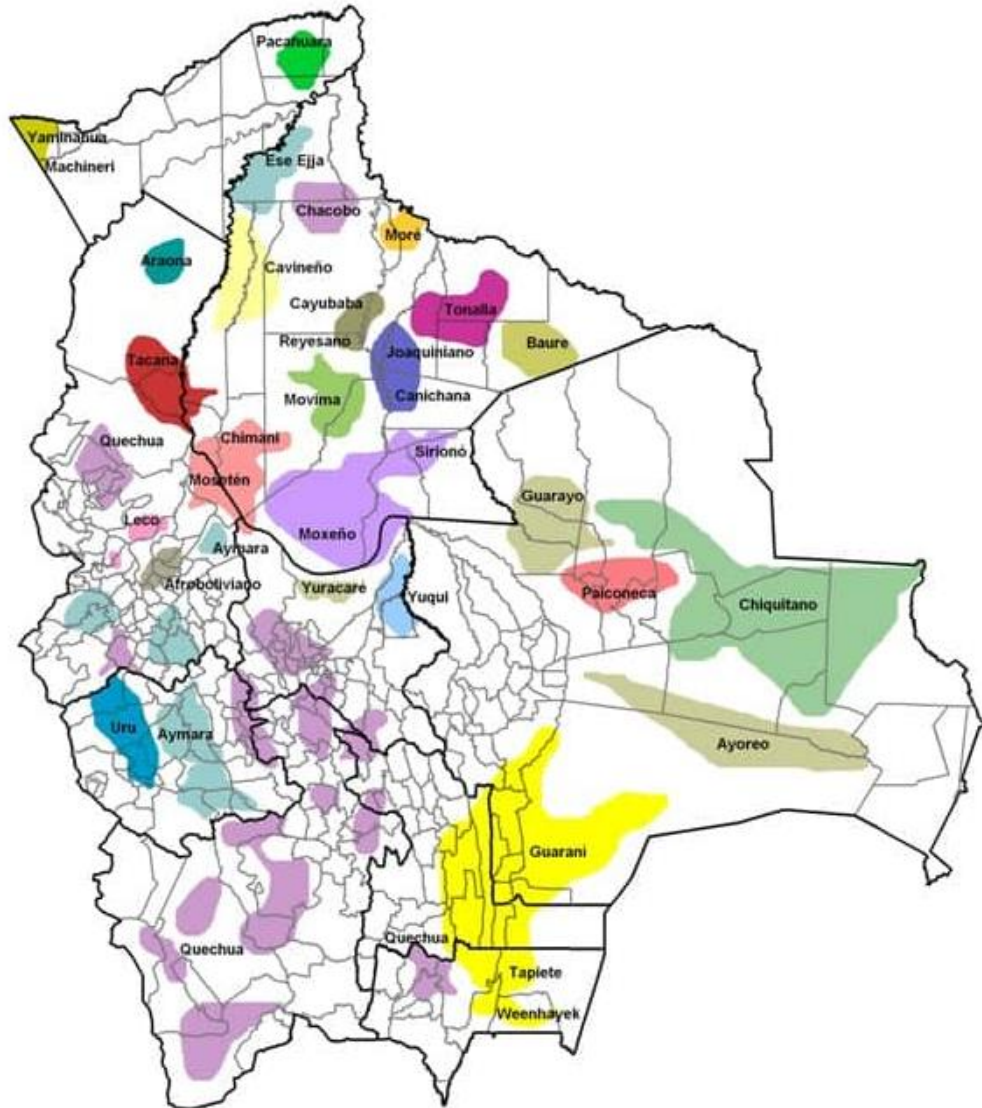 Pacahuara
Yaminahua
Machineri
Ese Ejja
Chacobo
Moré
Araona
Cavineño
Cayubaba
Tonalla
Reyesano
Joaquiniano
Baure
Tacana
Movima
Canichana
Quechua
Chimani
Sirionó
Mosetén
Guarayo
Leco
Moxeño
Aymara
Afroboliviano
Yuracaré
Yuqui
Paiconeca
Chiquitano
Uru
Aymara
Ayoreo
Guarani
Quechua
Quechua
Tapiete
Weenhayek